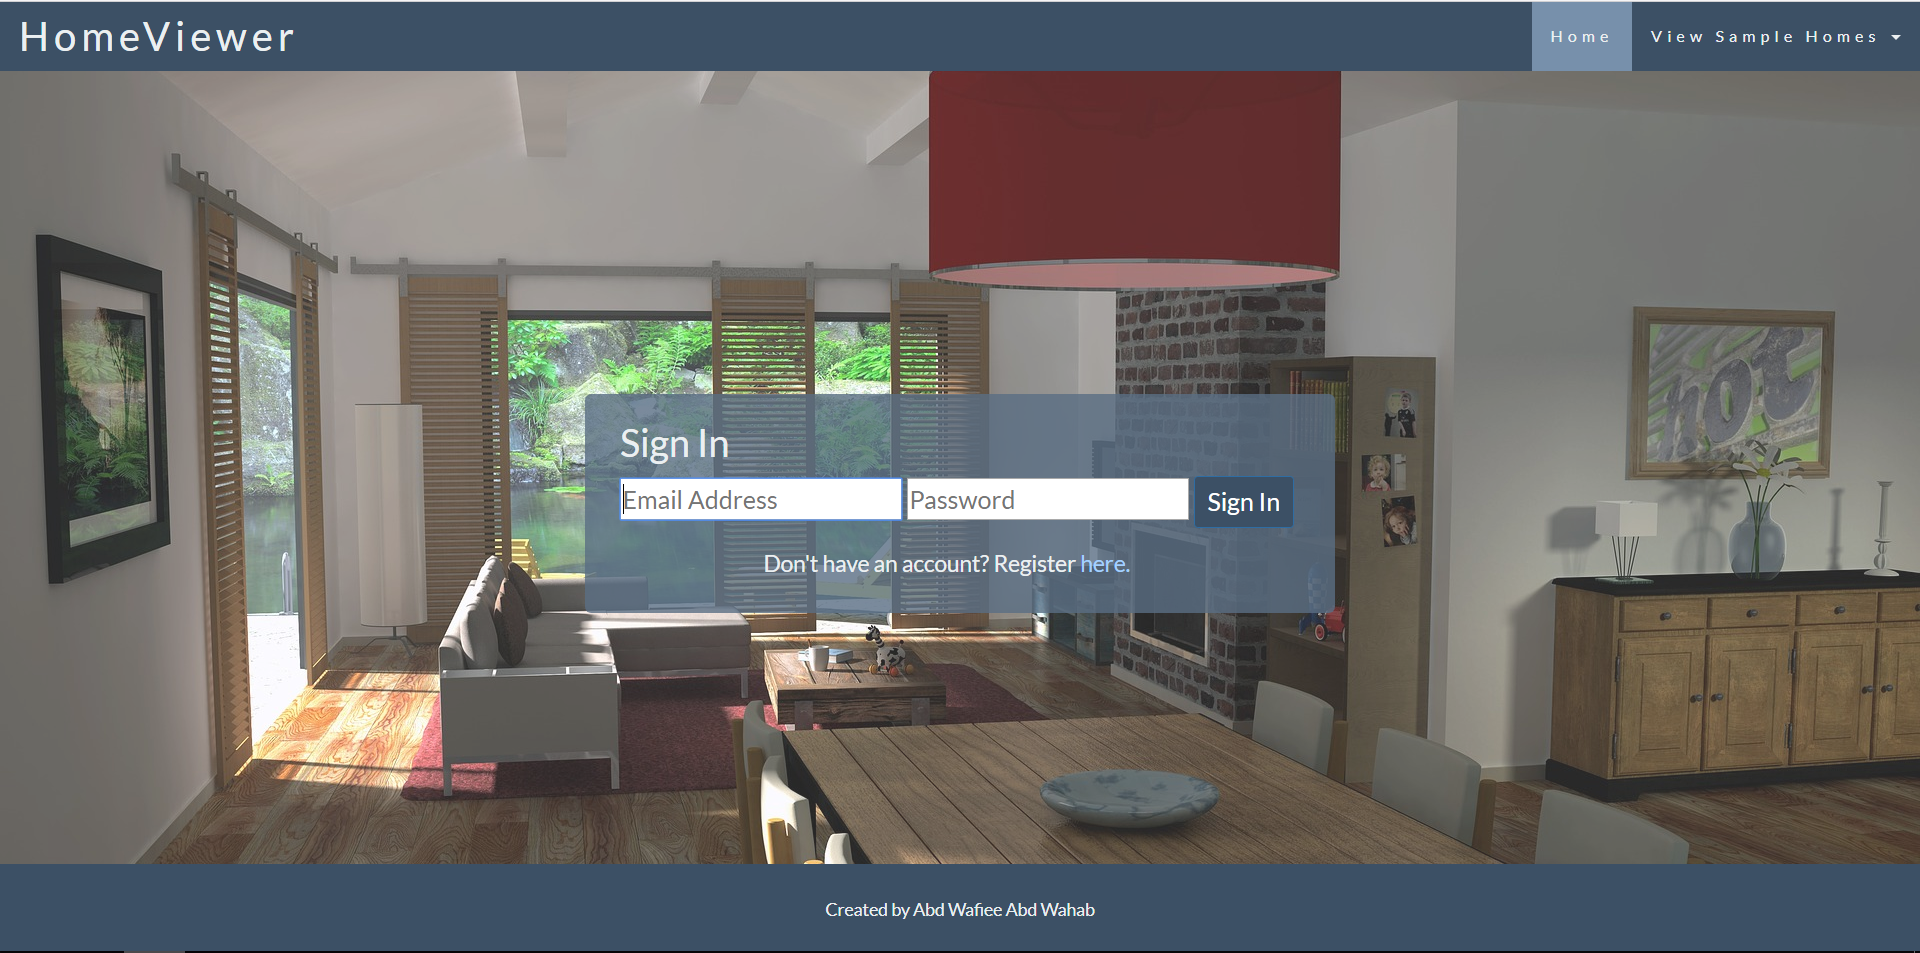 HomeViewer
Home
View Sample Homes
hot
Sign In
Email Address
Password
Sign In
Don't have an account? Register here.
Created by Abd Wafiee Abd Wahab